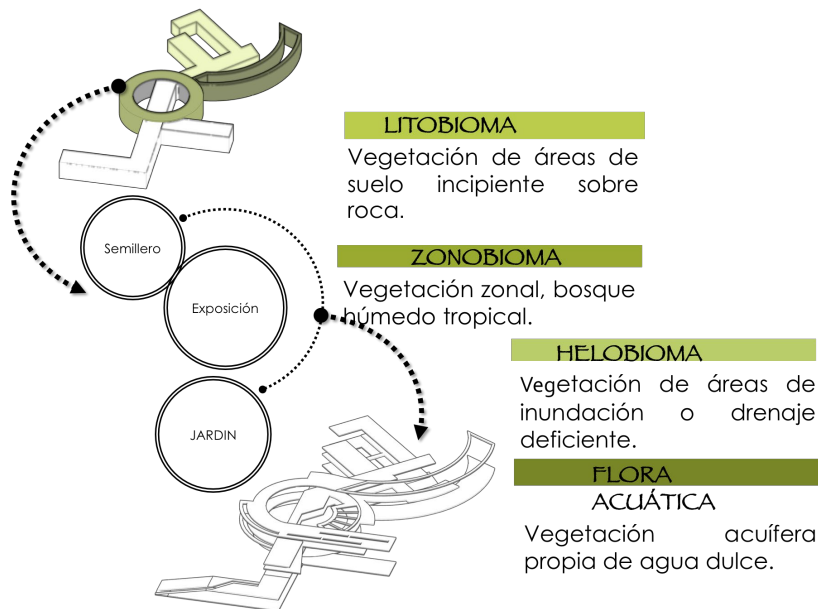 LITOBIOMA
Vegetación de áreas de
suelo incipiente sobre
roca.
Semillero
Exposición
JARDIN
ZONOBIOMA
Vegetación zonal, bosque
húmedo tropical.
HELOBIOMA
Vegetación de áreas de
inundación o drenaje
deficiente.
FLORA
ACUÁTICA
Vegetación acuífera
propia de agua dulce.